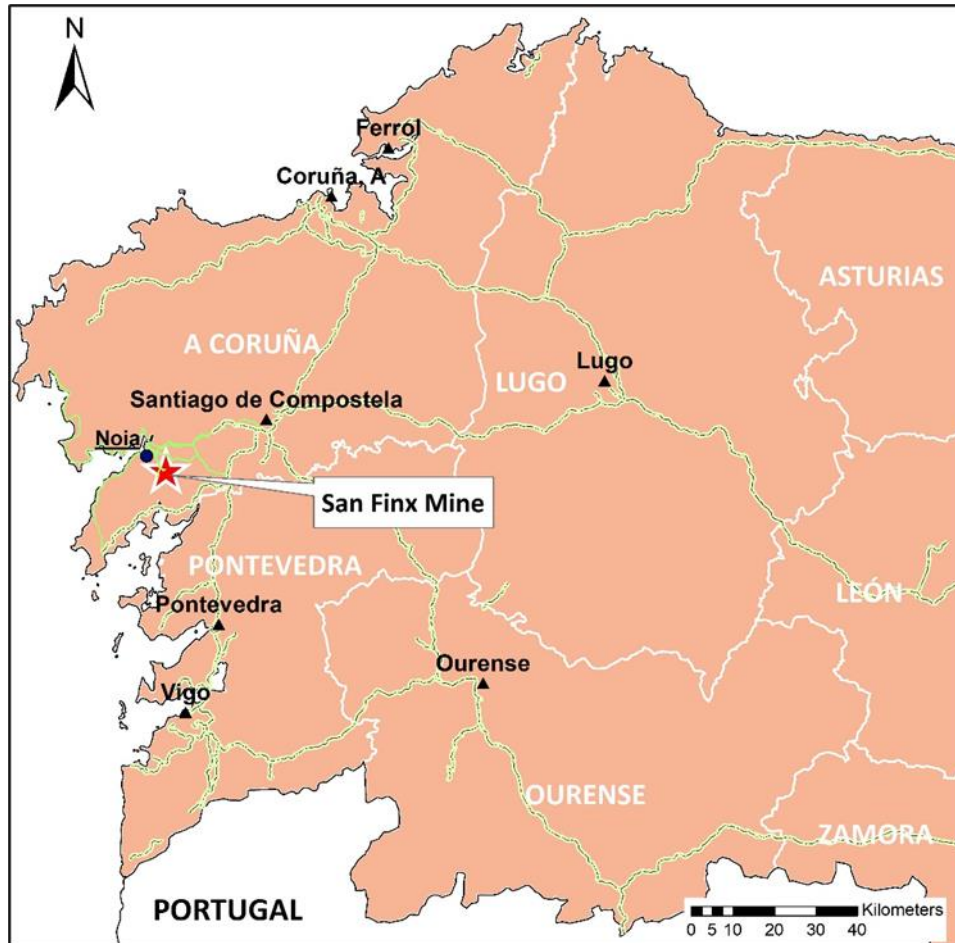 N
Ferrol
Coruña, A
ASTURIAS
A CORUÑA
Lugo
LUGO
Santiago de Compostela
Noia
San Finx Mine
PONTEVEDRA
LEÓN
Pontevedra
Ourense
Vigo
OURENSE
ZAMORA
PORTUGAL
Kilometers
0 5 10 20 30 40